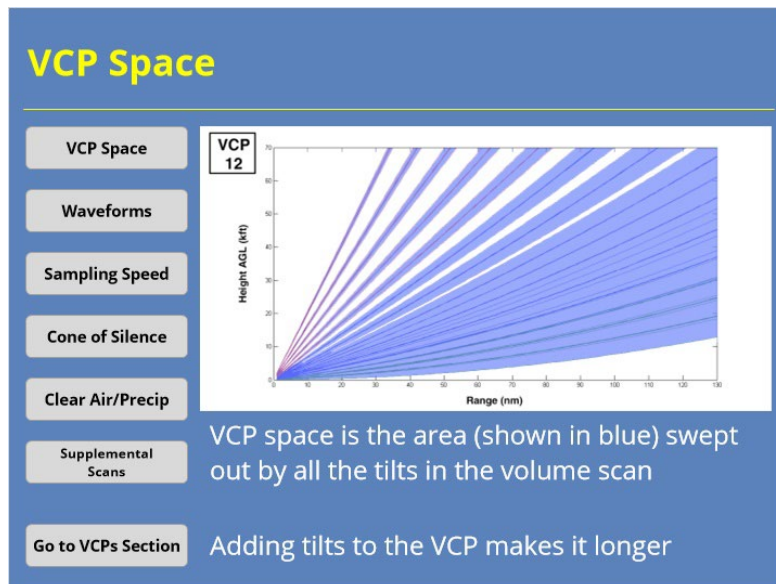 VCP Space
VCP Space
Waveforms
Sampling Speed
Cone of Silence
Clear Air/Precip
Supplemental
Scans
Go to VCPs Section
VCP
12
Height AGL (kft)
70
60
50
40
30
20
10
0
0 10 20 30 40 50 60 70 80 90 100 110 120 130
Range (nm)
VCP space is the area (shown in blue) swept
out by all the tilts in the volume scan
Adding tilts to the VCP makes it longer